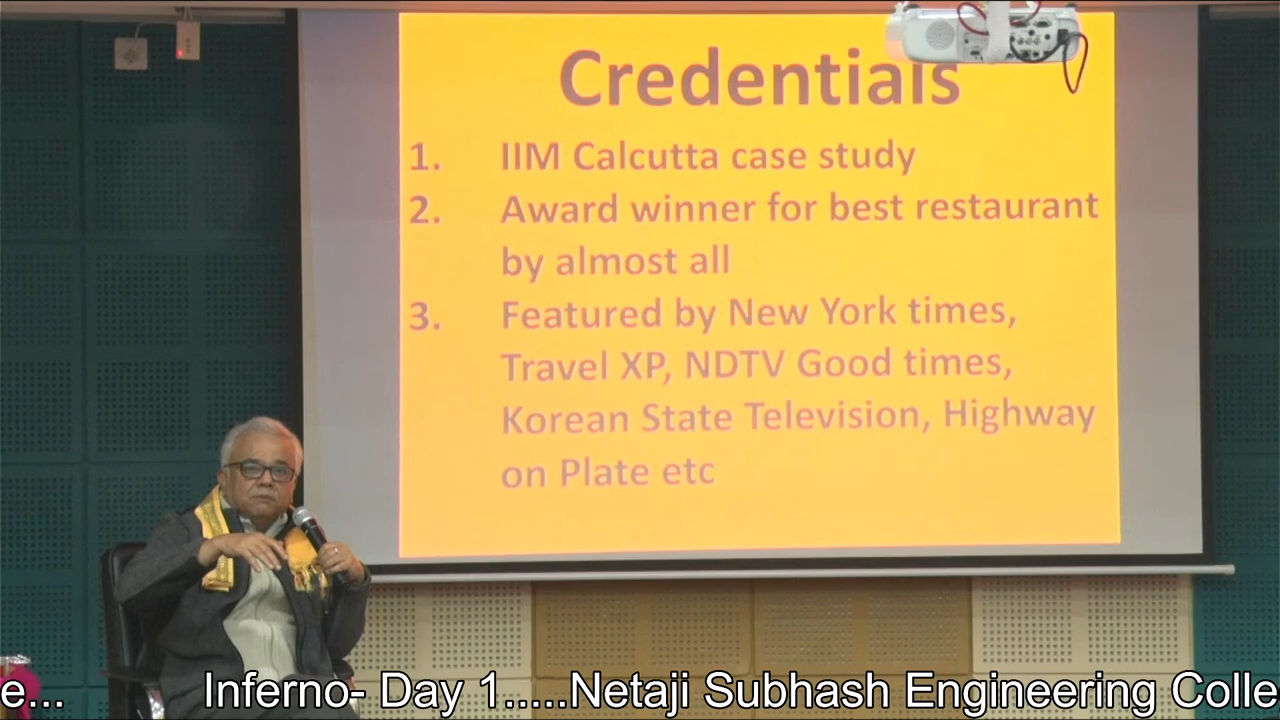 Credentials
1. IIM Calcutta case study
2. Award winner for best restaurant
by almost all
3. Featured by New York times,
Travel XP, NDTV Good times,
Korean State Television, Highway
on Plate etc
e... Inferno- Day 1.....Netaji Subhash Engineering Colle